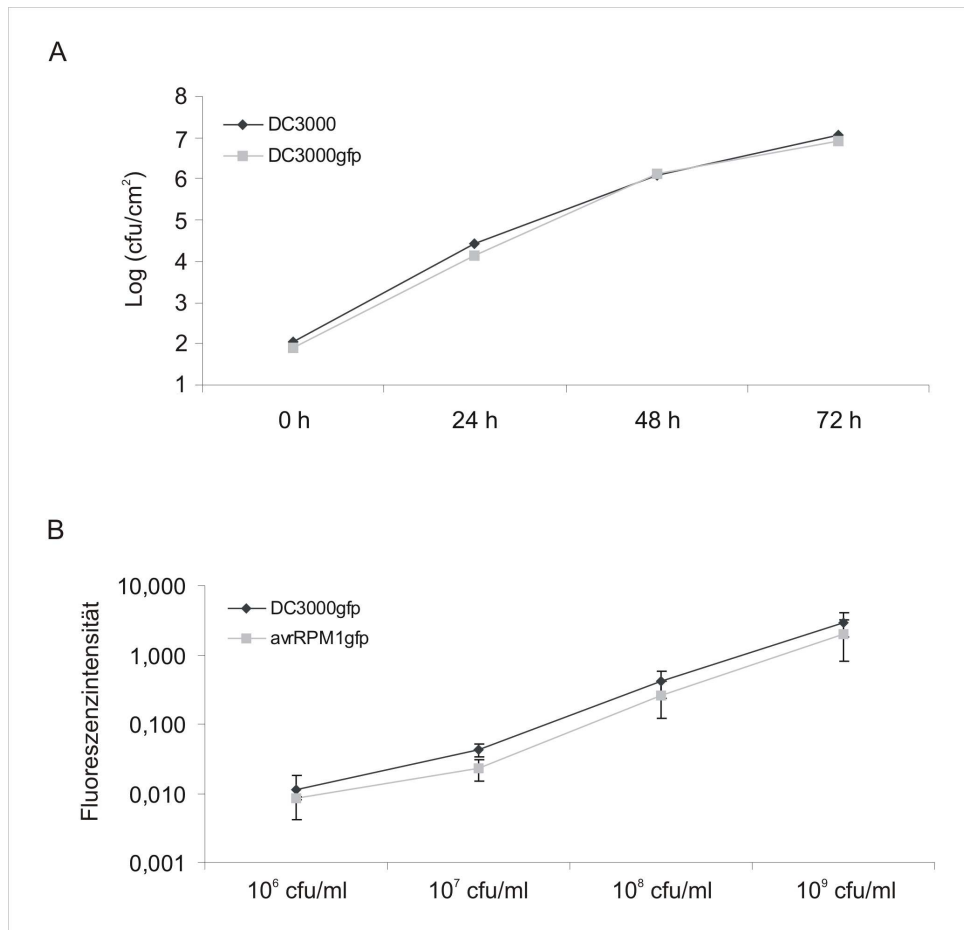 A
8
7
6
5
4
3
2
1
Log (cfu/cm²)
DC3000
DC3000gfp
0 h 24 h 48 h 72 h
B
10,000
1,000
0,100
0,010
0,001
Fluoreszenzintensität
DC3000gfp
avrRPM1gfp
10⁶ cfu/ml 10⁷ cfu/ml 10⁸ cfu/ml 10⁹ cfu/ml